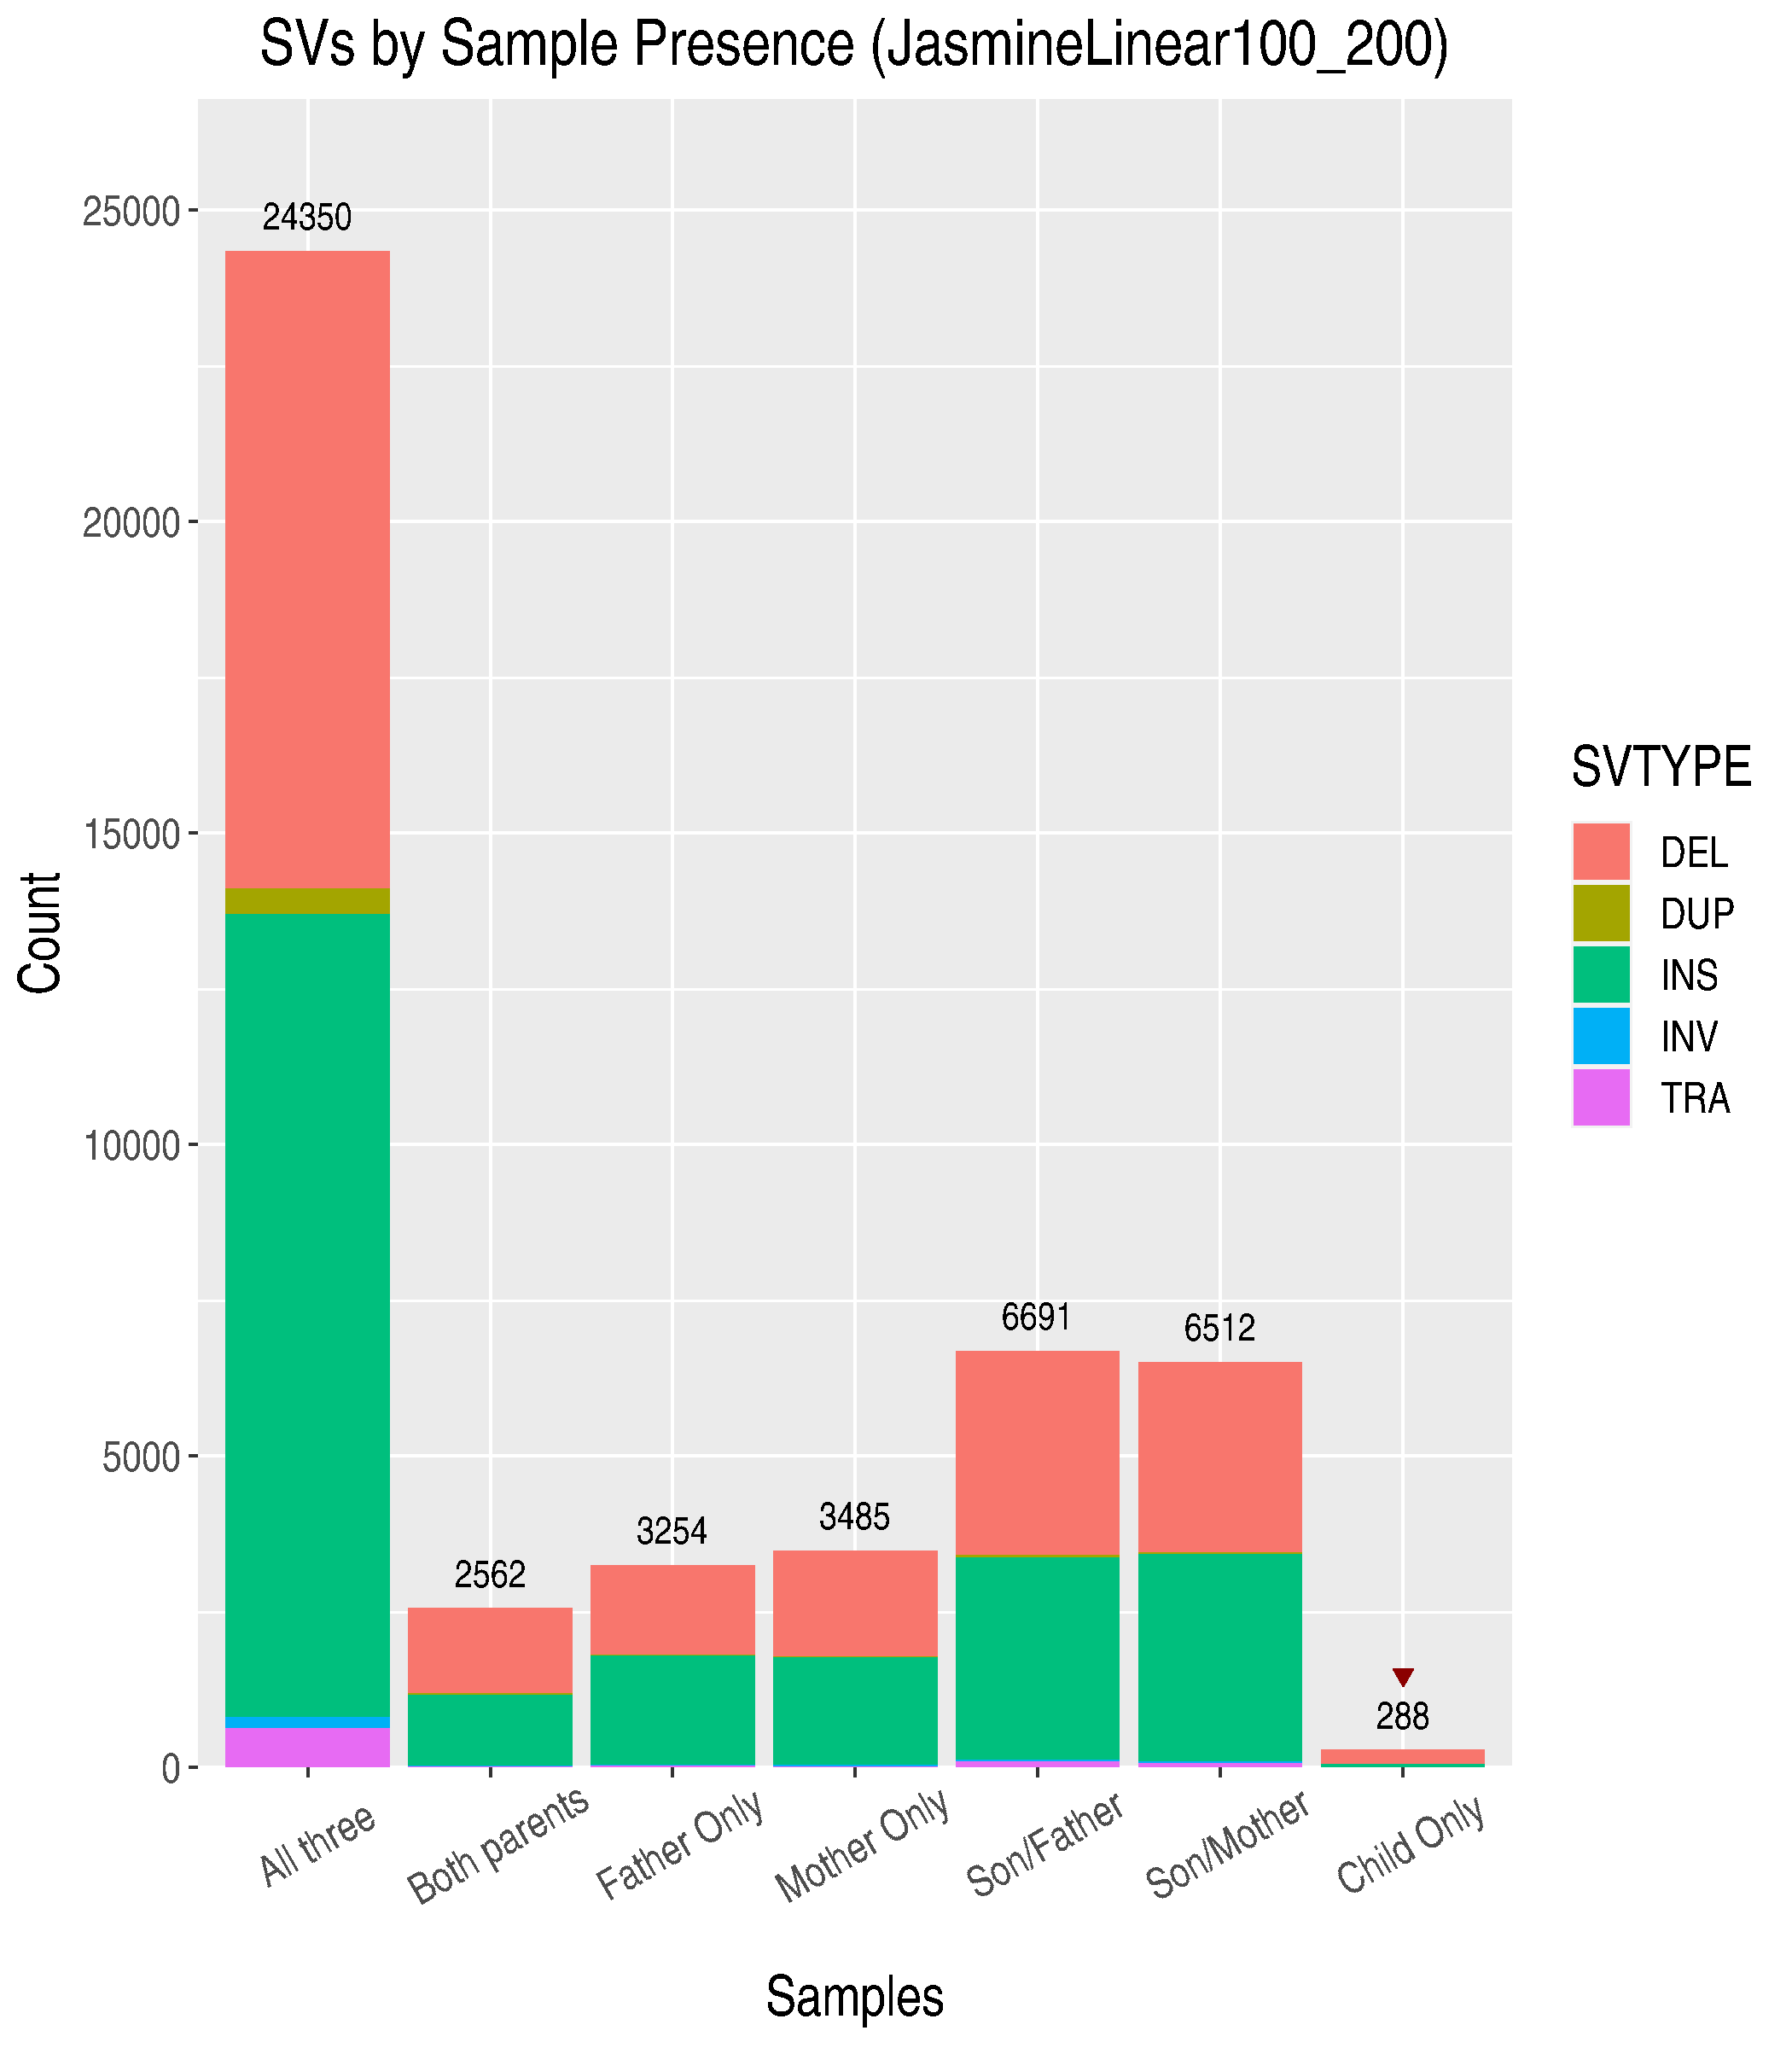 SVs by Sample Presence (JasmineLinear100_200)
Count
25000
20000
15000
10000
5000
0
24350
2562
3254
3485
6691
6512
288
All three
Both parents
Father Only
Mother Only
Son/Father
Son/Mother
Child Only
Samples
SVTYPE
DEL
DUP
INS
INV
TRA